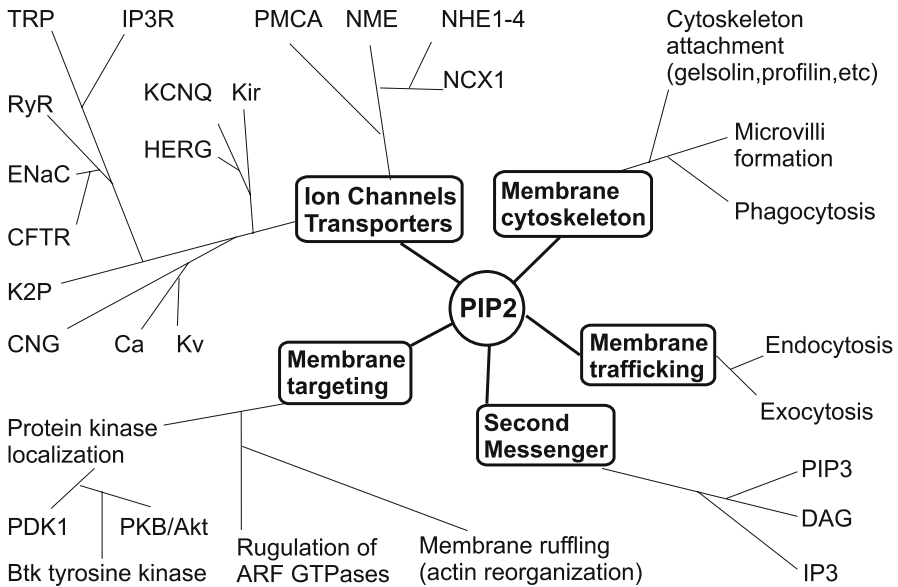 TRP
IP3R
PMCA
NME
NHE1-4
Cytoskeleton
attachment
(gelsolin,profilin,etc)
NCX1
KCNQ
Kir
RyR
HERG
Microvilli
formation
ENaC
Ion Channels
Transporters
Membrane
cytoskeleton
Phagocytosis
CFTR
K2P
PIP2
CNG
Ca
Kv
Membrane
targeting
Membrane
trafficking
Endocytosis
Exocytosis
Second
Messenger
Protein kinase
localization
PIP3
PDK1
PKB/Akt
DAG
Btk tyrosine kinase
Rugulation of
ARF GTPases
Membrane ruffling
(actin reorganization)
IP3